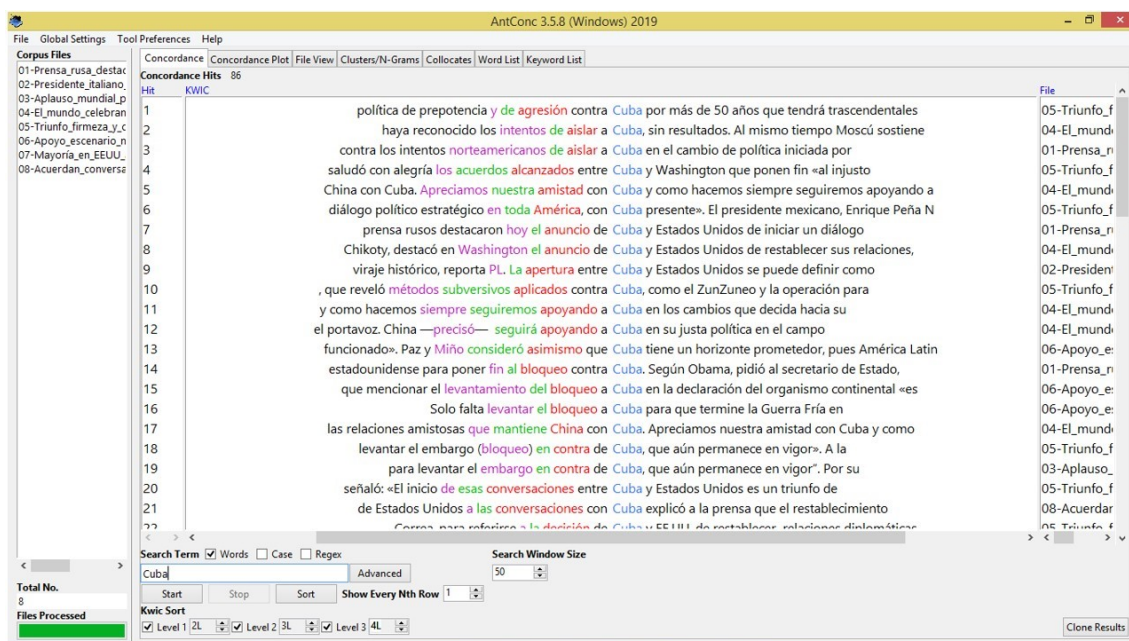 AntConc 3.5.8 (Windows) 2019
File Global Settings Tool Preferences Help
Corpus Files
01-Prensa_rusa_destac
02-Presidente_italiano_
03-Aplauso_mundial_p
04-El_mundo_celebran
05-Triunfo_firmeza_y_c
06-Apoyo_escenario_n
07-Mayoría_en_EEUU_
08-Acuerdan_conversa
Concordance Concordance Plot File View Clusters/N-Grams Collocates Word List Keyword List
Concordance Hits 86
Hit KWIC File
1 política de prepotencia y de agresión contra Cuba por más de 50 años que tendrá trascendentales 05-Triunfo_f
2 haya reconocido los intentos de aislar a Cuba, sin resultados. Al mismo tiempo Moscú sostiene 04-El_mund
3 contra los intentos norteamericanos de aislar a Cuba en el cambio de política iniciada por 01-Prensa_r
4 saludó con alegría los acuerdos alcanzados entre Cuba y Washington que ponen fin «al injusto 05-Triunfo_f
5 China con Cuba. Apreciamos nuestra amistad con Cuba y como hacemos siempre seguiremos apoyando a 04-El_mund
6 diálogo político estratégico en toda América, con Cuba presente». El presidente mexicano, Enrique Peña N 05-Triunfo_f
7 prensa rusos destacaron hoy el anuncio de Cuba y Estados Unidos de iniciar un diálogo 01-Prensa_r
8 Chikoty, destacó en Washington el anuncio de Cuba y Estados Unidos de restablecer sus relaciones, 04-El_mund
9 viraje histórico, reporta PL. La apertura entre Cuba y Estados Unidos se puede definir como 02-President
10 , que reveló métodos subversivos aplicados contra Cuba, como el ZunZuneo y la operación para 05-Triunfo_f
11 y como hacemos siempre seguiremos apoyando a Cuba en los cambios que decida hacia su 04-El_mund
12 el portavoz. China —precisó— seguirá apoyando a Cuba en su justa política en el campo 04-El_mund
13 funcionado». Paz y Miño consideró asimismo que Cuba tiene un horizonte prometedor, pues América Latin 06-Apoyo_e
14 estadounidense para poner fin al bloqueo contra Cuba. Según Obama, pidió al secretario de Estado, 01-Prensa_r
15 que mencionar el levantamiento del bloqueo a Cuba en la declaración del organismo continental «es 06-Apoyo_e
16 Solo falta levantar el bloqueo a Cuba para que termine la Guerra Fría en 06-Apoyo_e
17 las relaciones amistosas que mantiene China con Cuba. Apreciamos nuestra amistad con Cuba y como 04-El_mund
18 levantar el embargo (bloqueo) en contra de Cuba, que aún permanece en vigor». A la 05-Triunfo_f
19 para levantar el embargo en contra de Cuba, que aún permanece en vigor”. Por su 03-Aplauso_
20 señaló: «El inicio de esas conversaciones entre Cuba y Estados Unidos es un triunfo de 05-Triunfo_f
21 de Estados Unidos a las conversaciones con Cuba explicó a la prensa que el restablecimiento 08-Acuerdan
22 Correa, para referirse a la decisión de Cuba y EE.UU. de restablecer relaciones diplomáticas 05-Triunfo_f
Search Term Words Case Regex Search Window Size
Cuba Advanced 50
Start Stop Sort Show Every Nth Row 1
Total No.
8
Files Processed
Kwic Sort
Level 1 2L Level 2 3L Level 3 4L Clone Results